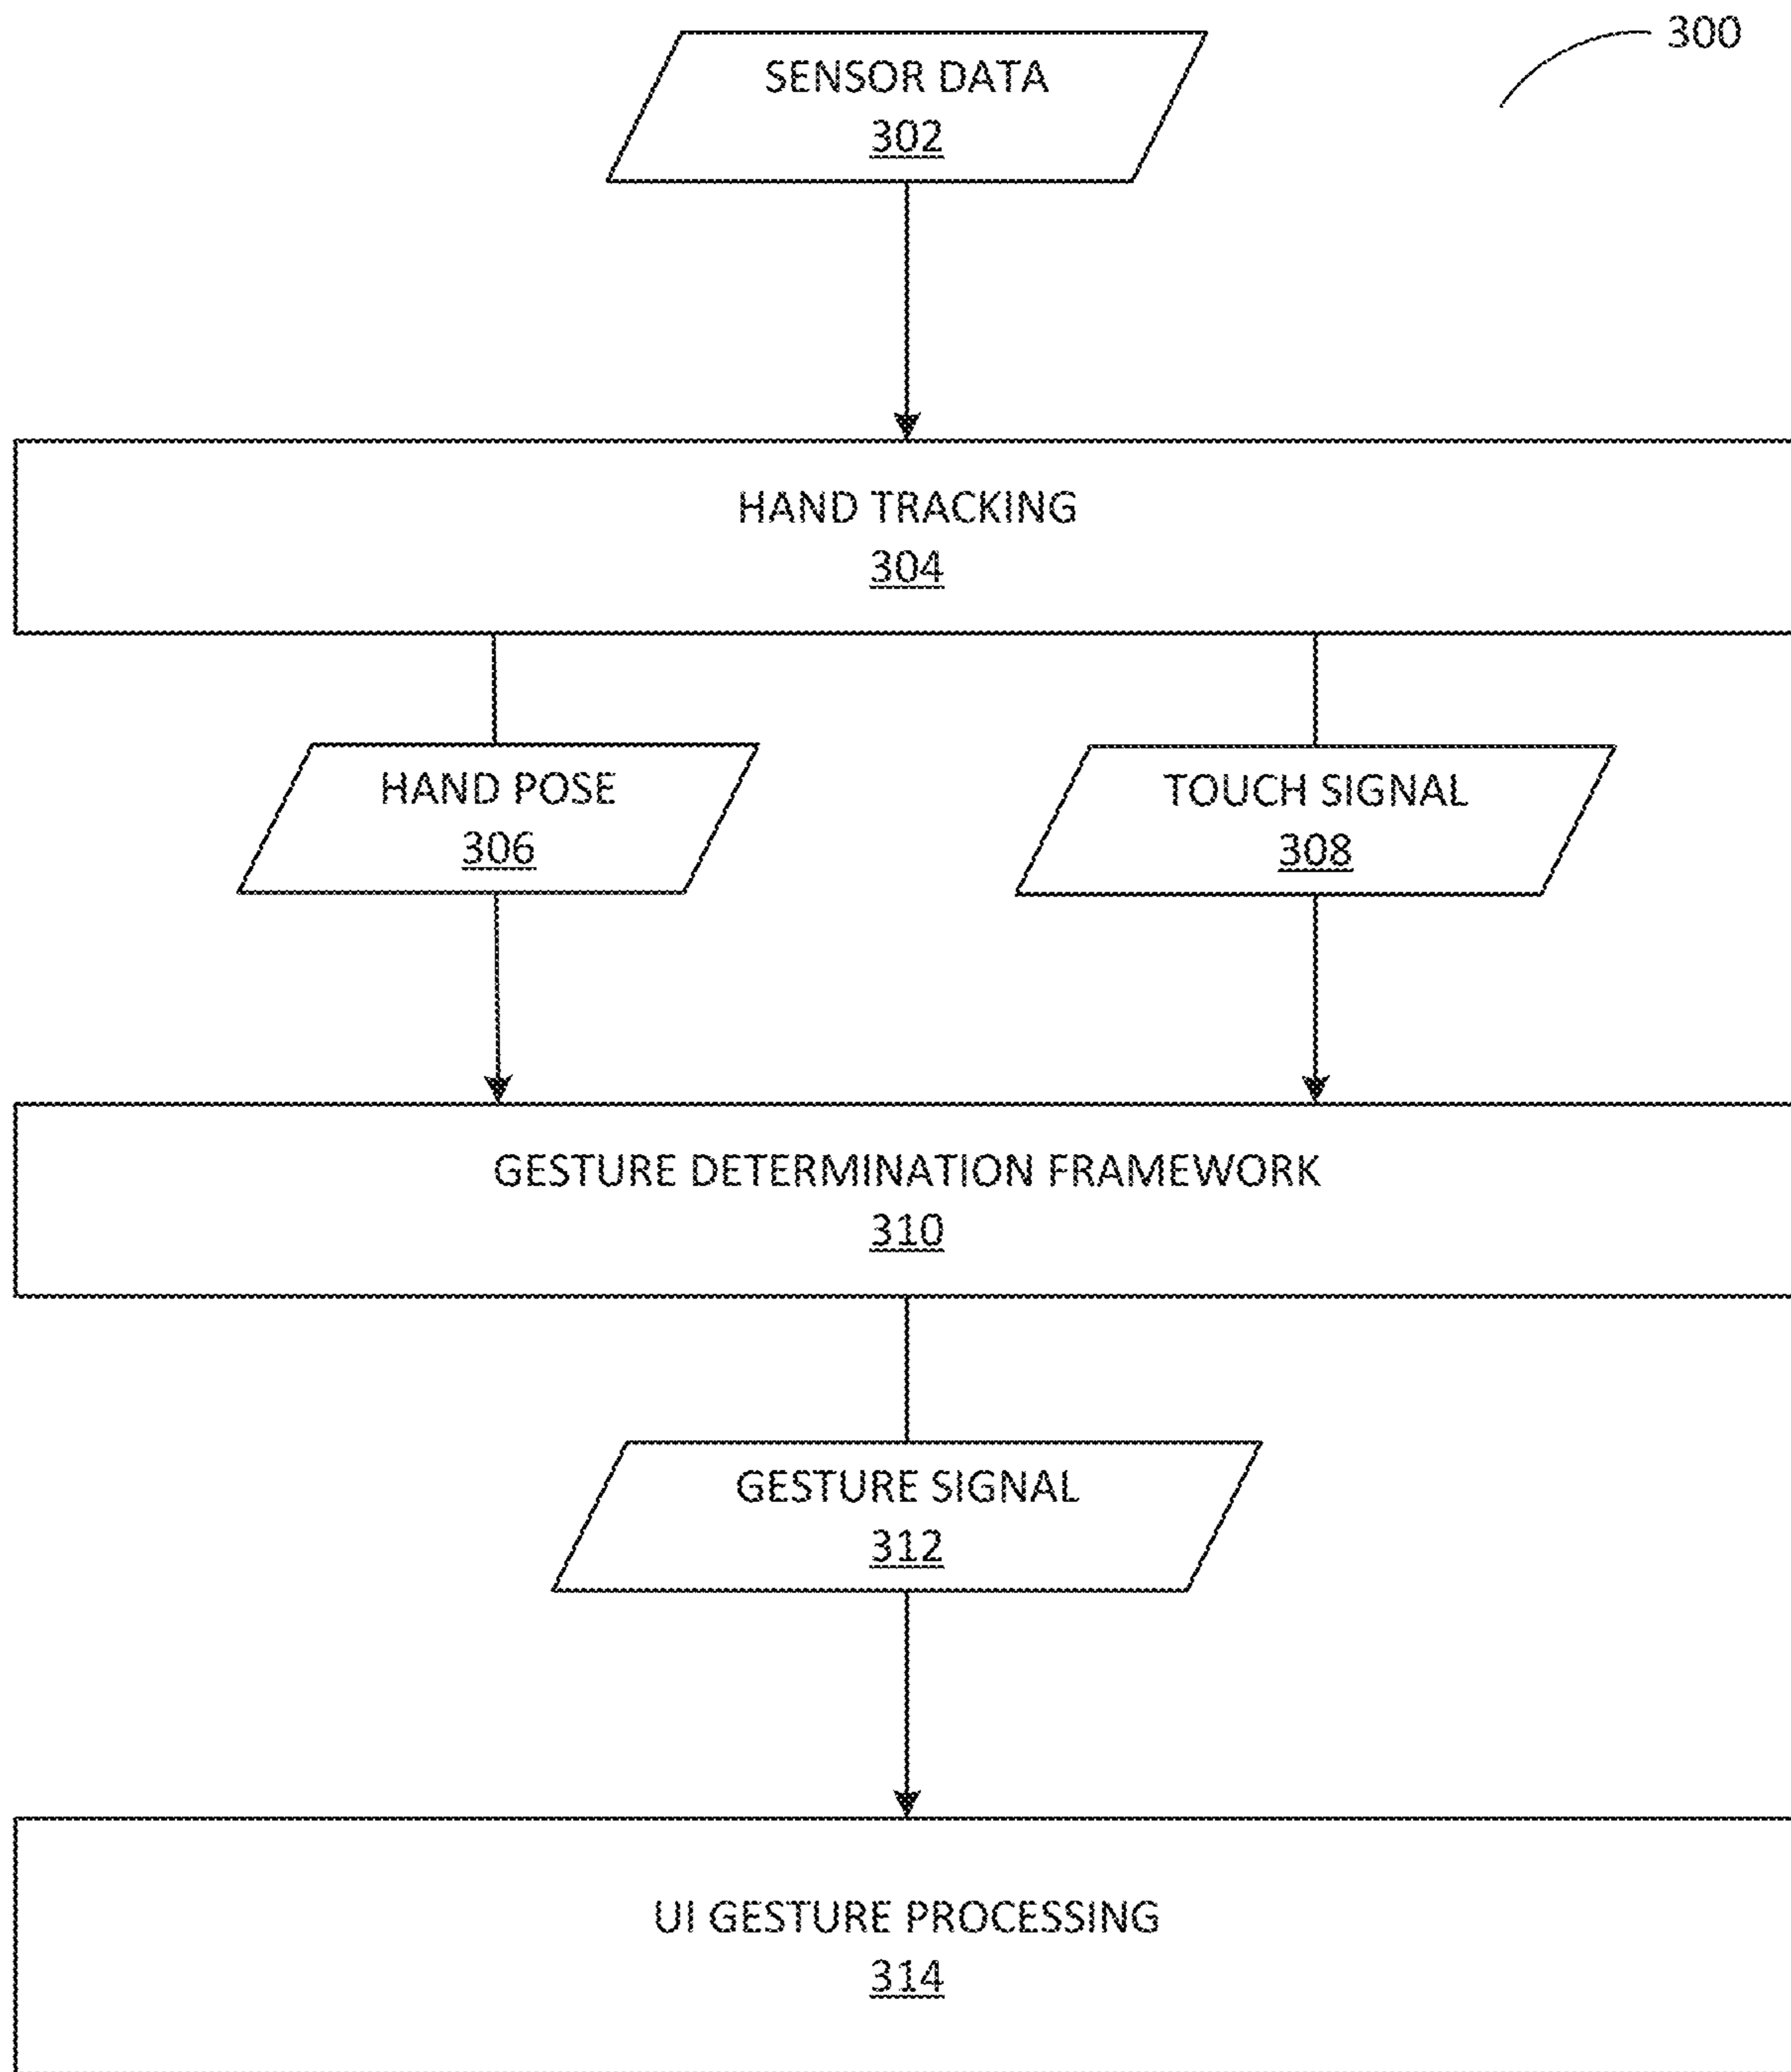 300
SENSOR DATA
302
HAND TRACKING
304
HAND POSE
306
TOUCH SIGNAL
308
GESTURE DETERMINATION FRAMEWORK
310
GESTURE SIGNAL
312
UI GESTURE PROCESSING
314